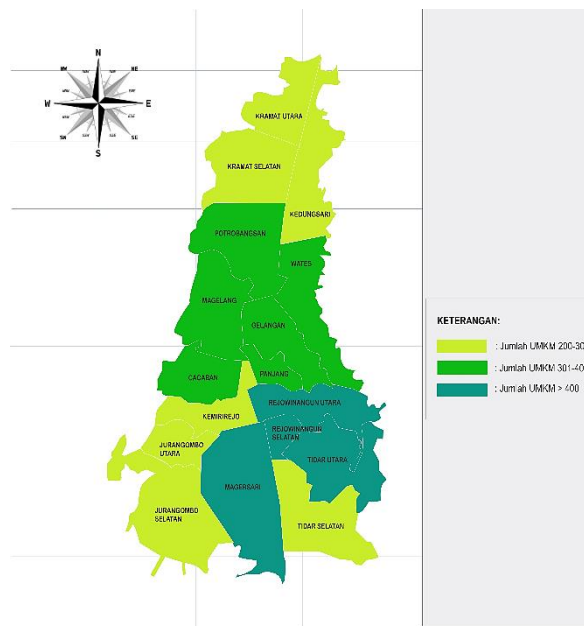 N
NW
NE
W
E
SW
SE
S
KRAMAT UTARA
KRAMAT SELATAN
KEDUNGSARI
POTROBANGSAN
WATES
MAGELANG
GELANGAN
CACABAN
PANJANG
REJOWINANGUN UTARA
KEMIRIREJO
REJOWINANGUN
SELATAN
JURANGOMBO
UTARA
TIDAR UTARA
MAGERSARI
JURANGOMBO
SELATAN
TIDAR SELATAN
KETERANGAN:
: Jumlah UMKM 200-30
: Jumlah UMKM 301-40
: Jumlah UMKM > 400